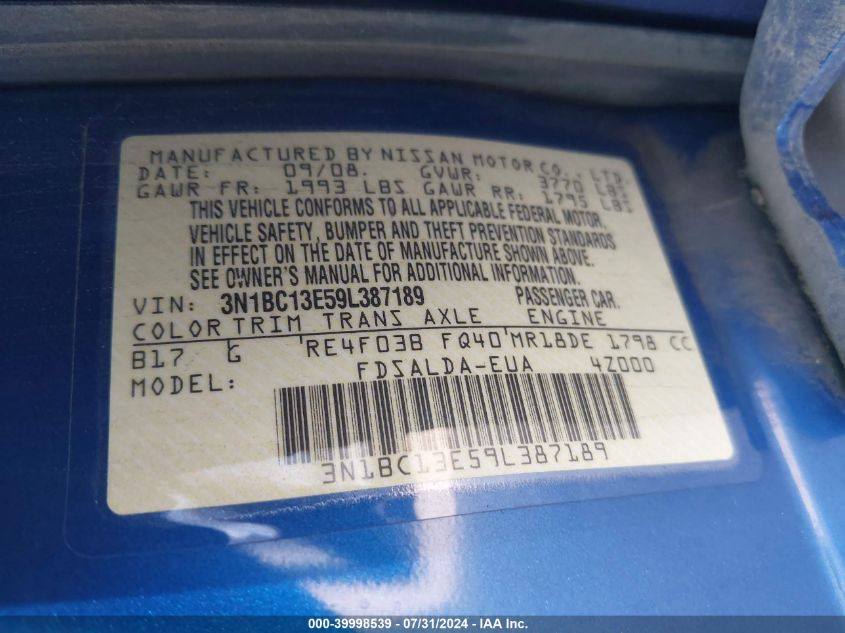 MANUFACTURED BY NISSAN MOTOR CO., LTD.
DATE: 09/08. GVWR: 3770 LBS
GAWR FR: 1993 LBS GAWR RR: 1795 LBS
THIS VEHICLE CONFORMS TO ALL APPLICABLE FEDERAL MOTOR
VEHICLE SAFETY, BUMPER AND THEFT PREVENTION STANDARDS
IN EFFECT ON THE DATE OF MANUFACTURE SHOWN ABOVE.
SEE OWNER'S MANUAL FOR ADDITIONAL INFORMATION.
VIN: 3N1BC13E59L387189 PASSENGER CAR.
COLOR TRIM TRANS AXLE ENGINE
B17 G RE4F03B FQ40 MR18DE 1798 CC
MODEL: FDSALDA-EUA 4Z000
3N1BC13E59L387189
000-39998539 - 07/31/2024 - IAA Inc.